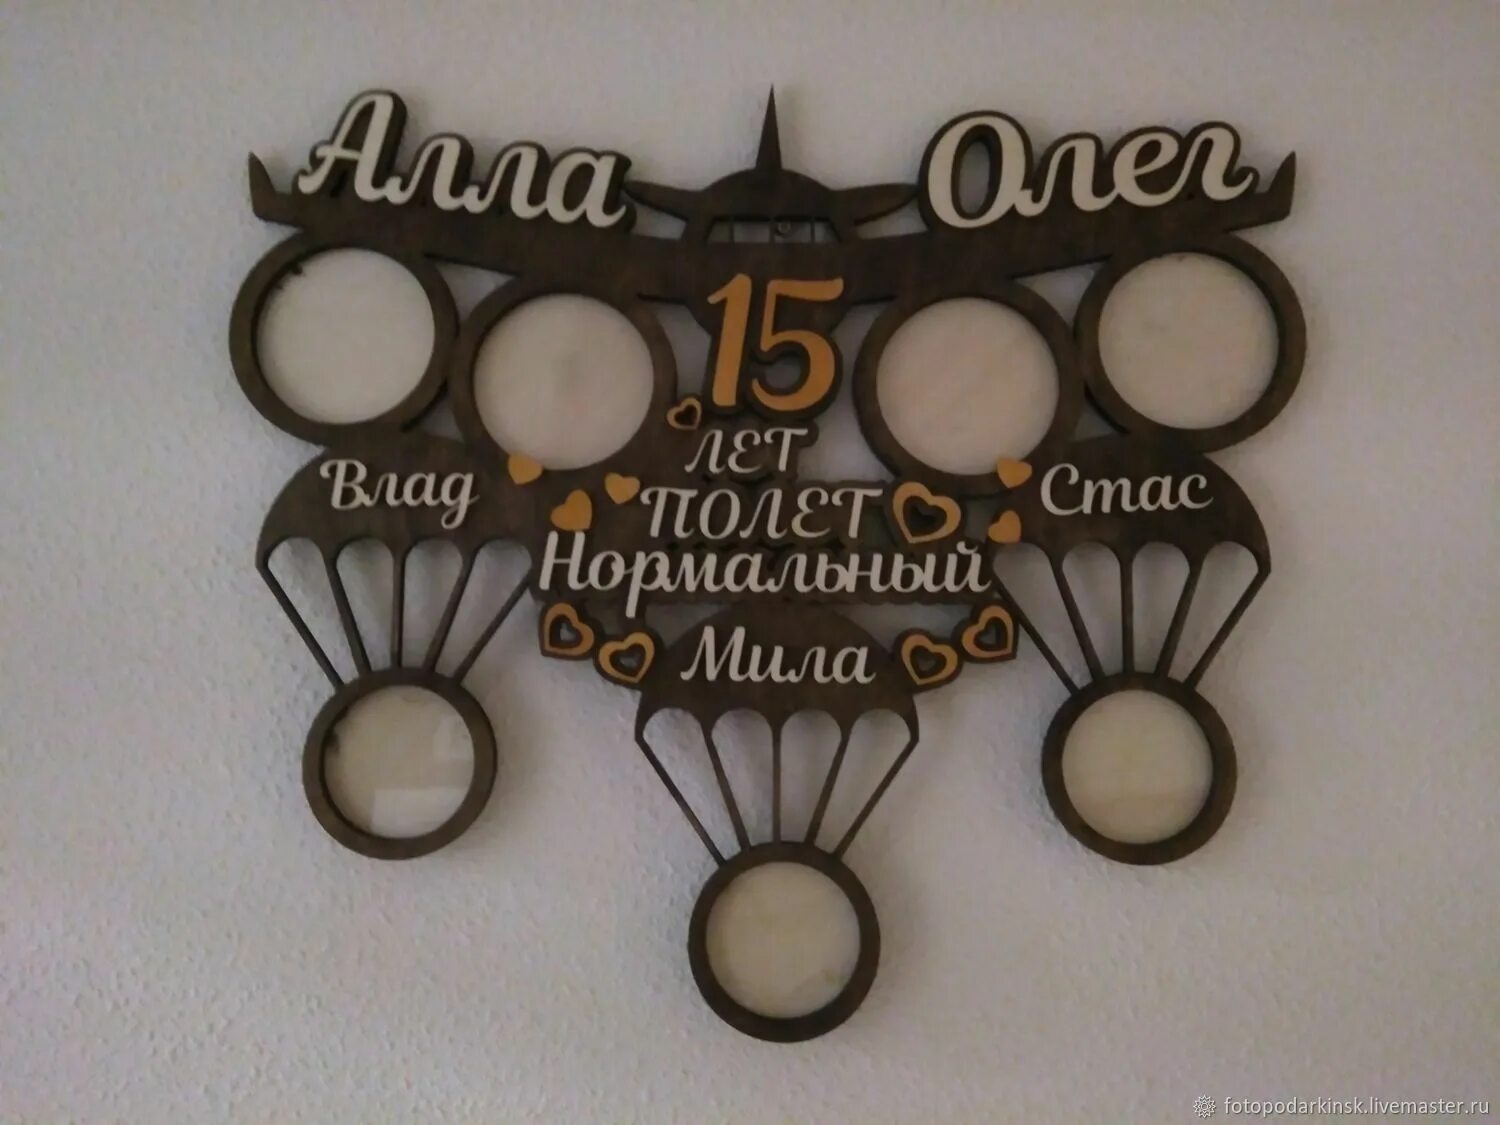 Алла Олег
15
ЛЕТ
Влад Стас
ПОЛЕТ
Нормальный
Мила
fotopodarkinsk.livemaster.ru